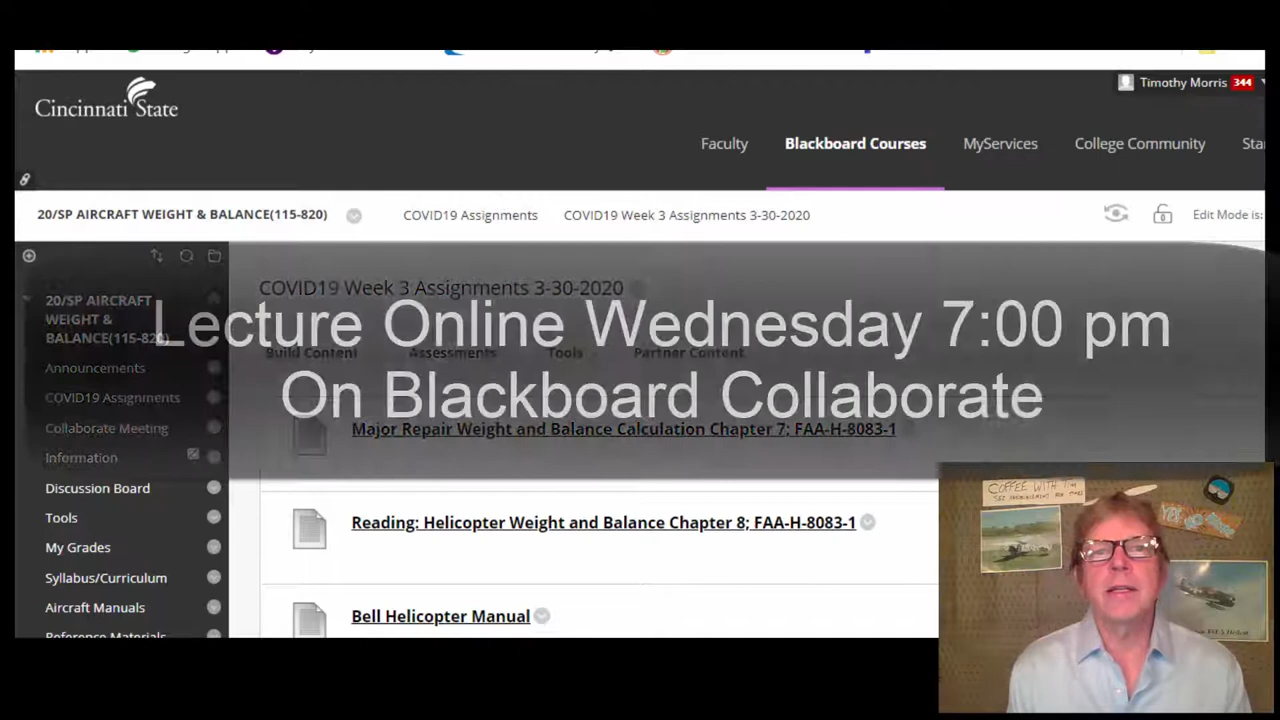 Cincinnati State
Timothy Morris 344
Faculty Blackboard Courses MyServices College Community
20/SP AIRCRAFT WEIGHT & BALANCE(115-820) COVID19 Assignments COVID19 Week 3 Assignments 3-30-2020 Edit Mode is:
COVID19 Week 3 Assignments 3-30-2020
Lecture Online Wednesday 7:00 pm
On Blackboard Collaborate
Build Content Assessments Tools Partner Content
Major Repair Weight and Balance Calculation Chapter 7; FAA-H-8083-1
Reading: Helicopter Weight and Balance Chapter 8; FAA-H-8083-1
Bell Helicopter Manual
20/SP AIRCRAFT
WEIGHT &
BALANCE(115-820)
Announcements
COVID19 Assignments
Collaborate Meeting
Information
Discussion Board
Tools
My Grades
Syllabus/Curriculum
Aircraft Manuals
Reference Materials
COFFEE WITH TIM